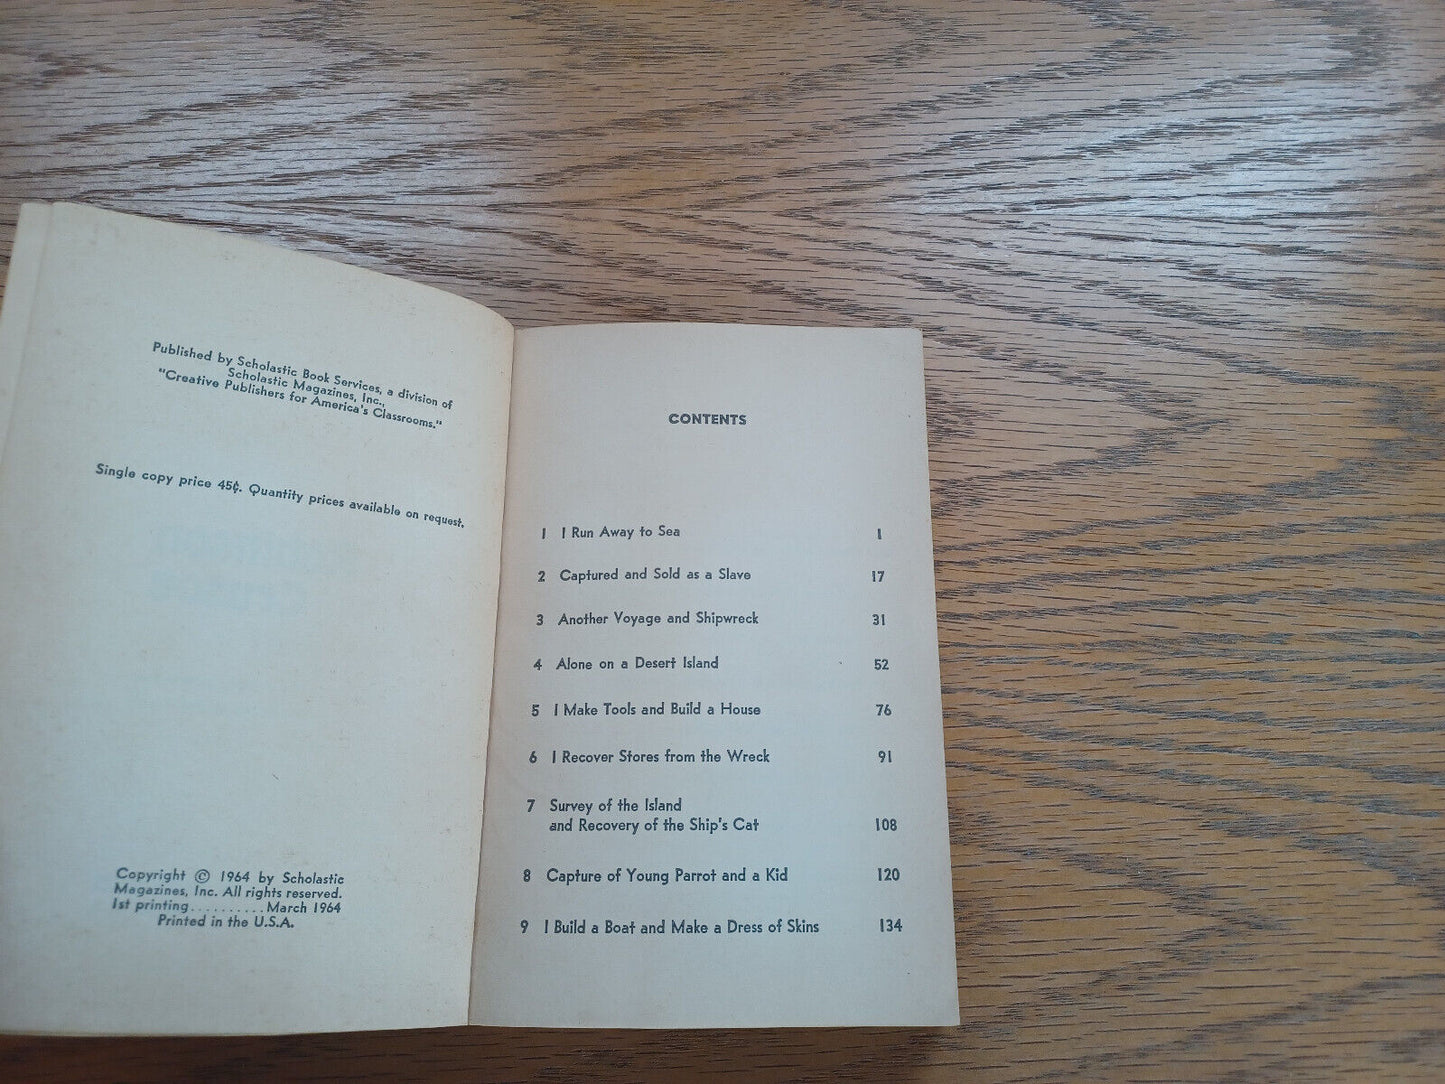 Published by Scholastic Book Services, a division of
Scholastic Magazines, Inc.,
"Creative Publishers for America's Classrooms."
Single copy price 45¢. Quantity prices available on request.
Copyright © 1964 by Scholastic
Magazines, Inc. All rights reserved.
1st printing..........March 1964
Printed in the U.S.A.
CONTENTS
1 I Run Away to Sea 1
2 Captured and Sold as a Slave 17
3 Another Voyage and Shipwreck 31
4 Alone on a Desert Island 52
5 I Make Tools and Build a House 76
6 I Recover Stores from the Wreck 91
7 Survey of the Island
and Recovery of the Ship's Cat 108
8 Capture of Young Parrot and a Kid 120
9 I Build a Boat and Make a Dress of Skins 134